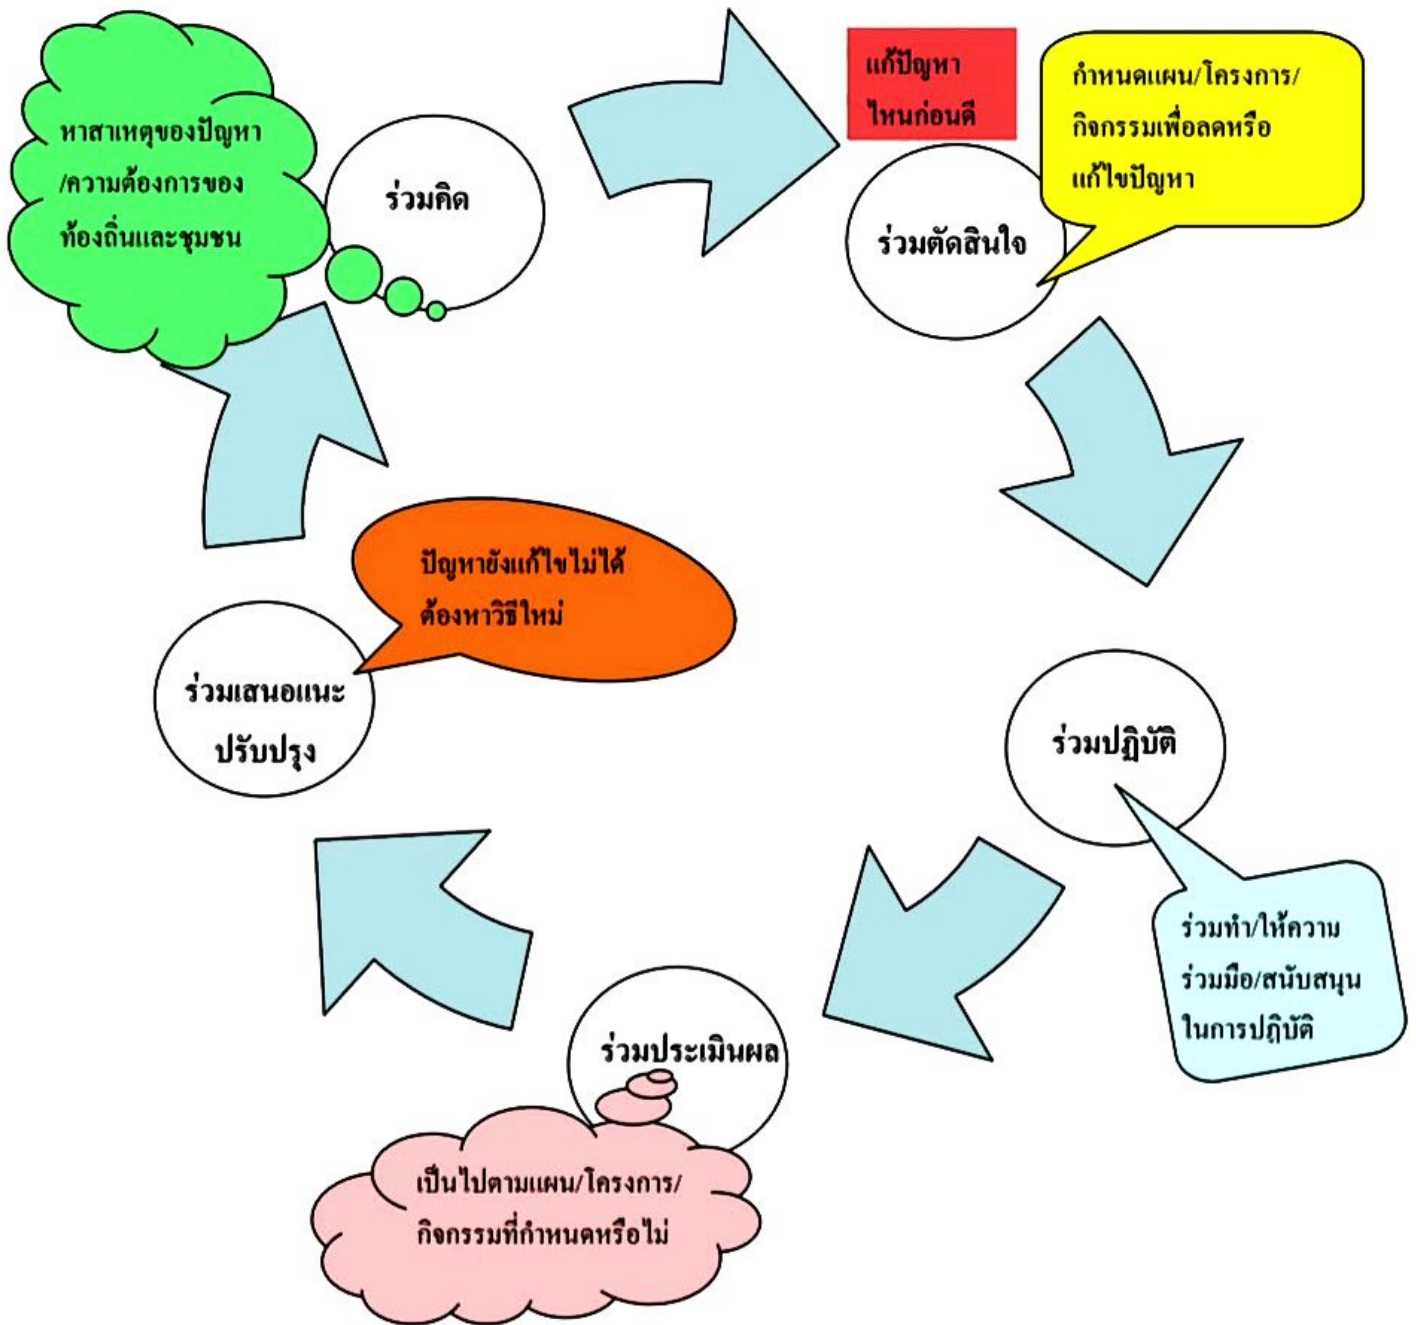 หาสาเหตุของปัญหา
/ความต้องการของ
ท้องถิ่นและชุมชน
ร่วมคิด
แก้ปัญหา
ไหนก่อนดี
กำหนดแผน/โครงการ/
กิจกรรมเพื่อลดหรือ
แก้ไขปัญหา
ร่วมตัดสินใจ
ร่วมปฏิบัติ
ร่วมทำ/ให้ความ
ร่วมมือ/สนับสนุน
ในการปฏิบัติ
ร่วมประเมินผล
เป็นไปตามแผน/โครงการ/
กิจกรรมที่กำหนดหรือไม่
ร่วมเสนอแนะ
ปรับปรุง
ปัญหายังแก้ไขไม่ได้
ต้องหาวิธีใหม่